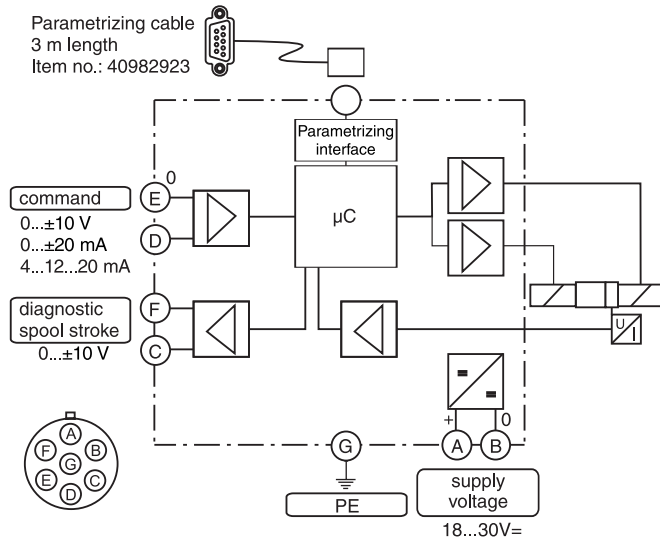 Parametrizing cable
3 m length
Item no.: 40982923
Parametrizing
interface
0
E
command
µC
0...±10 V
D
0...±20 mA
4...12...20 mA
diagnostic
spool stroke
F
U
I
0...±10 V
C
=
=
+
0
A
F
B
G
E
C
D
G
A
B
PE
supply
voltage
18...30V=